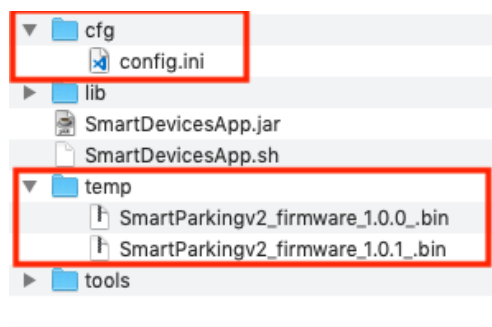 cfg
config.ini
lib
SmartDevicesApp.jar
SmartDevicesApp.sh
temp
SmartParkingv2_firmware_1.0.0_.bin
SmartParkingv2_firmware_1.0.1_.bin
tools